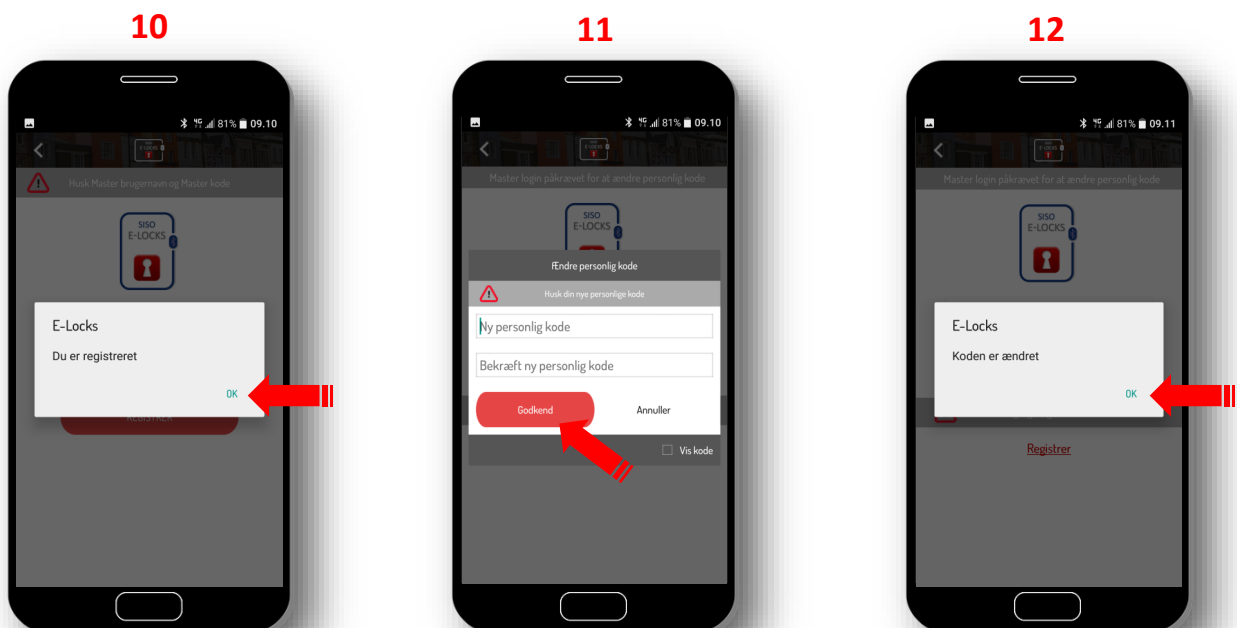 10
11
12
81% 09.10
Husk Master brugernavn og Master kode
SISO
E-LOCKS
E-Locks
Du er registreret
OK
REGISTRER
81% 09.10
Master login påkrævet for at ændre personlig kode
SISO
E-LOCKS
Ændre personlig kode
Husk din nye personlige kode
Ny personlig kode
Bekræft ny personlig kode
Godkend
Annuller
Vis kode
81% 09.11
Master login påkrævet for at ændre personlig kode
SISO
E-LOCKS
E-Locks
Koden er ændret
OK
Registrer